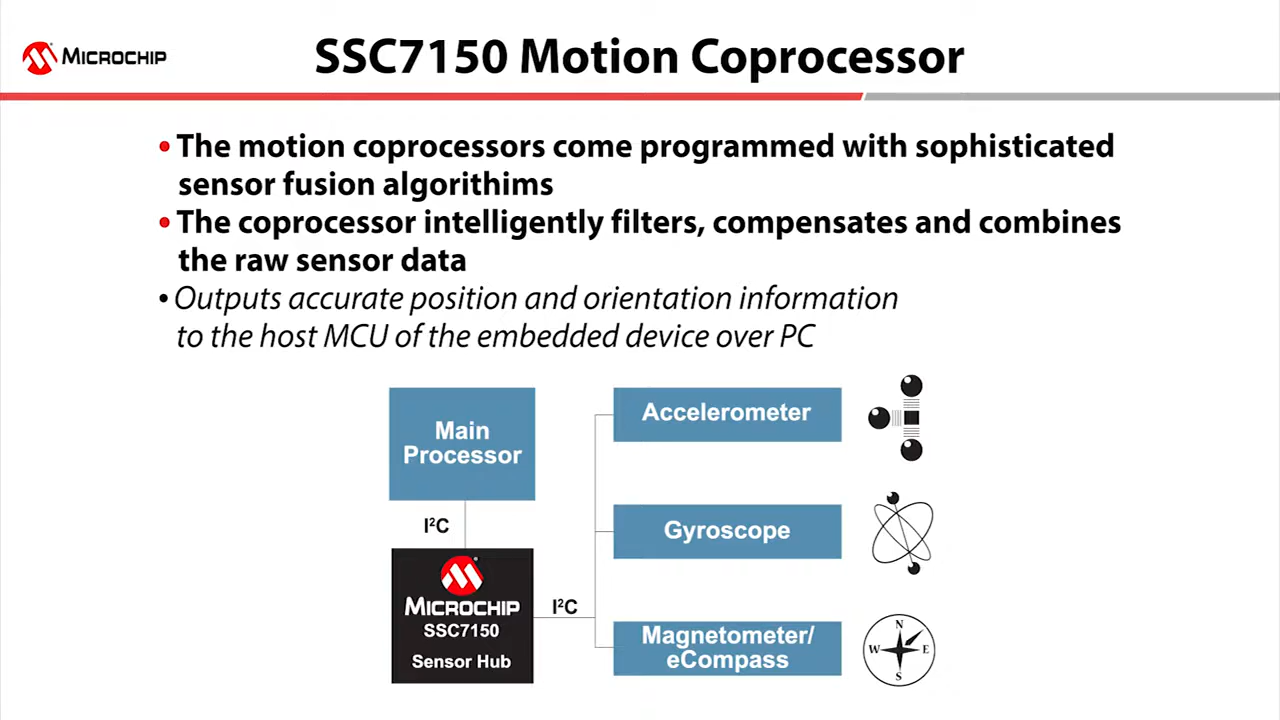 MICROCHIP
SSC7150 Motion Coprocessor
• The motion coprocessors come programmed with sophisticated
sensor fusion algorithims
• The coprocessor intelligently filters, compensates and combines
the raw sensor data
• Outputs accurate position and orientation information
to the host MCU of the embedded device over PC
Main
Processor
I²C
MICROCHIP
SSC7150
Sensor Hub
I²C
Accelerometer
Gyroscope
Magnetometer/
eCompass
N
W E
S